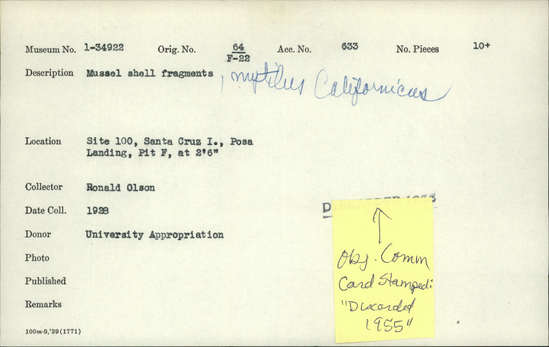 Museum No. 1-34922 Orig. No. 64/F-22 Acc. No. 633 No. Pieces 10+
Description Mussel shell fragments, mytilus Californicus
Location Site 100, Santa Cruz I., Posa
Landing, Pit F, at 2'6"
Collector Ronald Olson
Date Coll. 1928
Donor University Appropriation
Photo
Published
Remarks
100m-9,'39(1771)
Obj. Comm
Card Stamped:
"Discarded
1955"